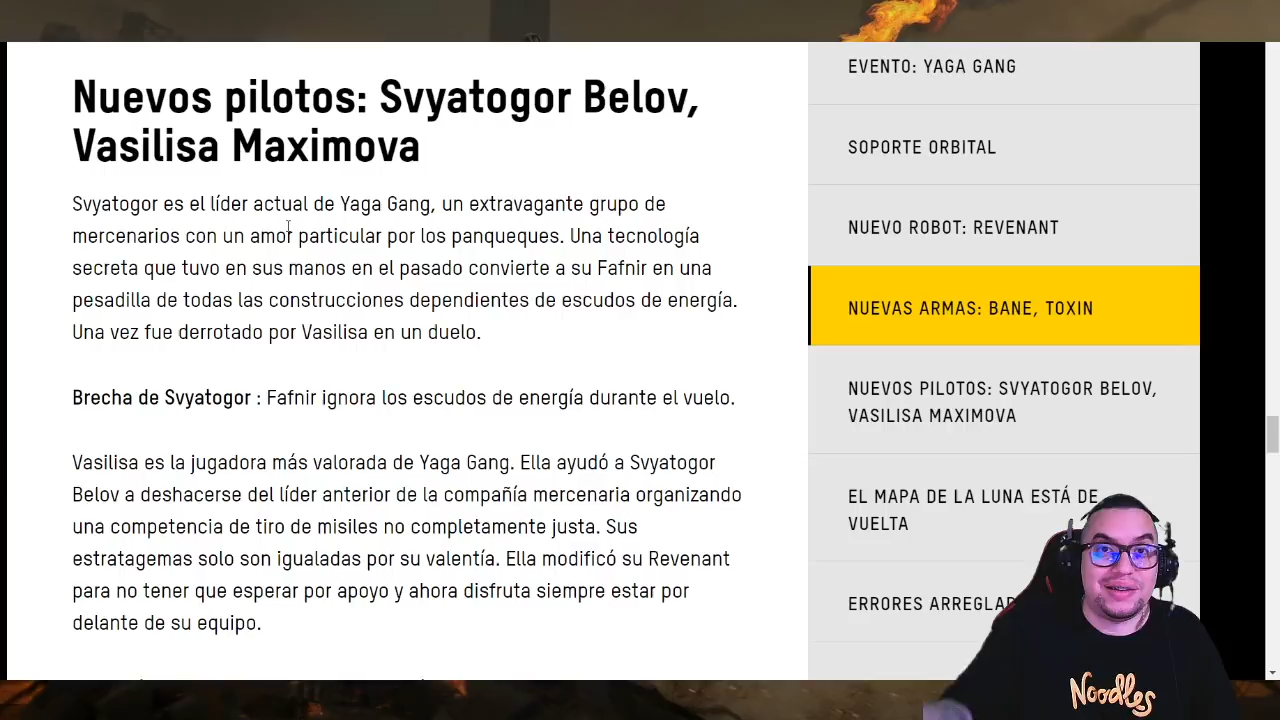 Nuevos pilotos: Svyatogor Belov,
Vasilisa Maximova
Svyatogor es el líder actual de Yaga Gang, un extravagante grupo de
mercenarios con un amor particular por los panqueques. Una tecnología
secreta que tuvo en sus manos en el pasado convierte a su Fafnir en una
pesadilla de todas las construcciones dependientes de escudos de energía.
Una vez fue derrotado por Vasilisa en un duelo.
Brecha de Svyatogor : Fafnir ignora los escudos de energía durante el vuelo.
Vasilisa es la jugadora más valorada de Yaga Gang. Ella ayudó a Svyatogor
Belov a deshacerse del líder anterior de la compañía mercenaria organizando
una competencia de tiro de misiles no completamente justa. Sus
estratagemas solo son igualadas por su valentía. Ella modificó su Revenant
para no tener que esperar por apoyo y ahora disfruta siempre estar por
delante de su equipo.
EVENTO: YAGA GANG
SOPORTE ORBITAL
NUEVO ROBOT: REVENANT
NUEVAS ARMAS: BANE, TOXIN
NUEVOS PILOTOS: SVYATOGOR BELOV,
VASILISA MAXIMOVA
EL MAPA DE LA LUNA ESTÁ DE
VUELTA
ERRORES ARREGLAD
Noodles